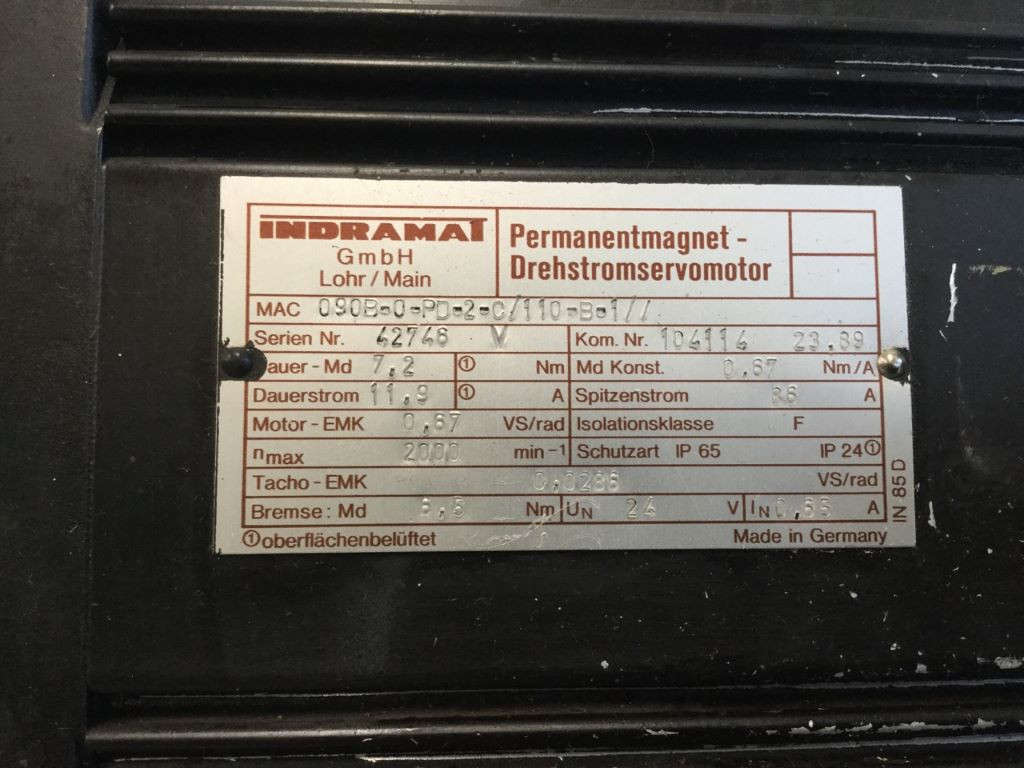 INDRAMAT
GmbH
Lohr / Main
Permanentmagnet -
Drehstromservomotor
MAC 090B-0-PD-2-C/110-B-1//
Serien Nr. 42746 V Kom. Nr. 104114 23,89
auer - Md 7,2 ① Nm Md Konst. 0,67 Nm/A
Dauerstrom 11,9 ① A Spitzenstrom A
Motor - EMK 0,67 VS/rad Isolationsklasse F
nmax 2000 min -1 Schutzart IP 65 IP 24①
Tacho - EMK 0,0286 VS/rad
Bremse : Md Nm UN 24 V IN 0,65 A
①oberflächenbelüftet Made in Germany
IN 85 D